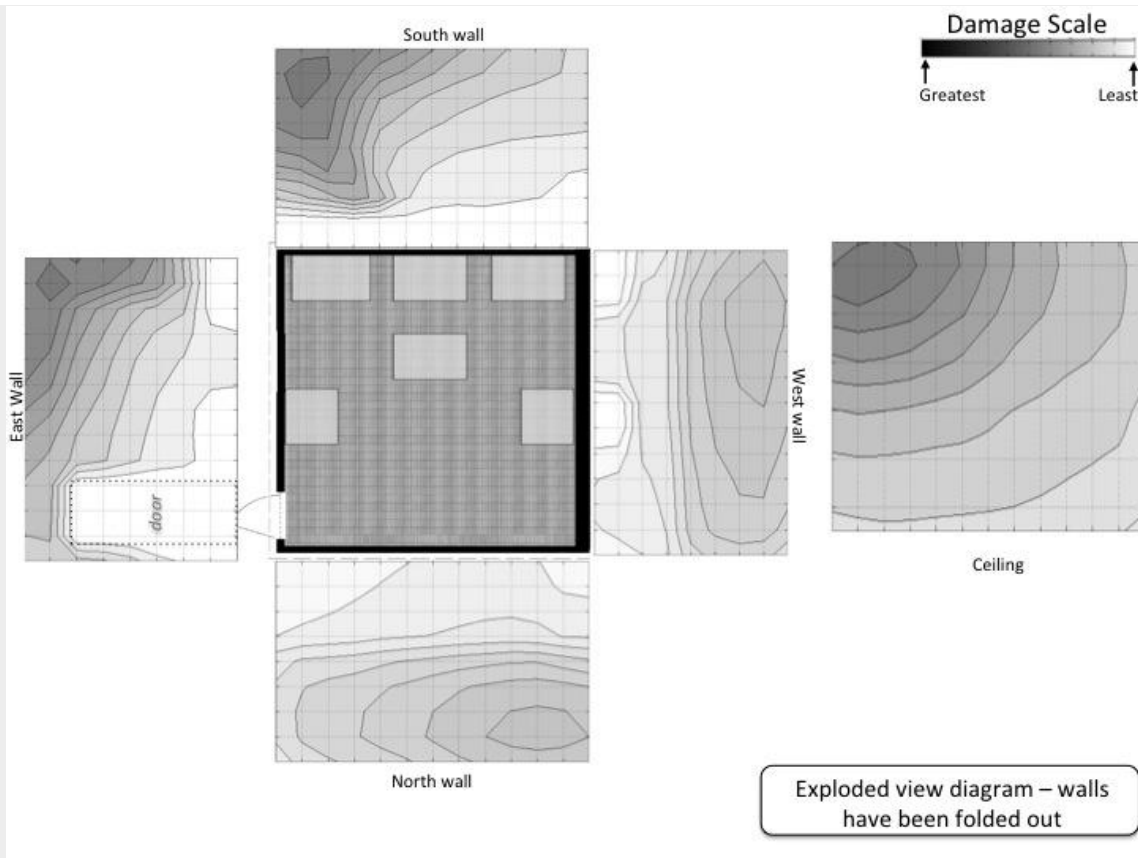 South wall
Damage Scale
Greatest
Least
East Wall
door
West wall
Ceiling
North wall
Exploded view diagram – walls
have been folded out